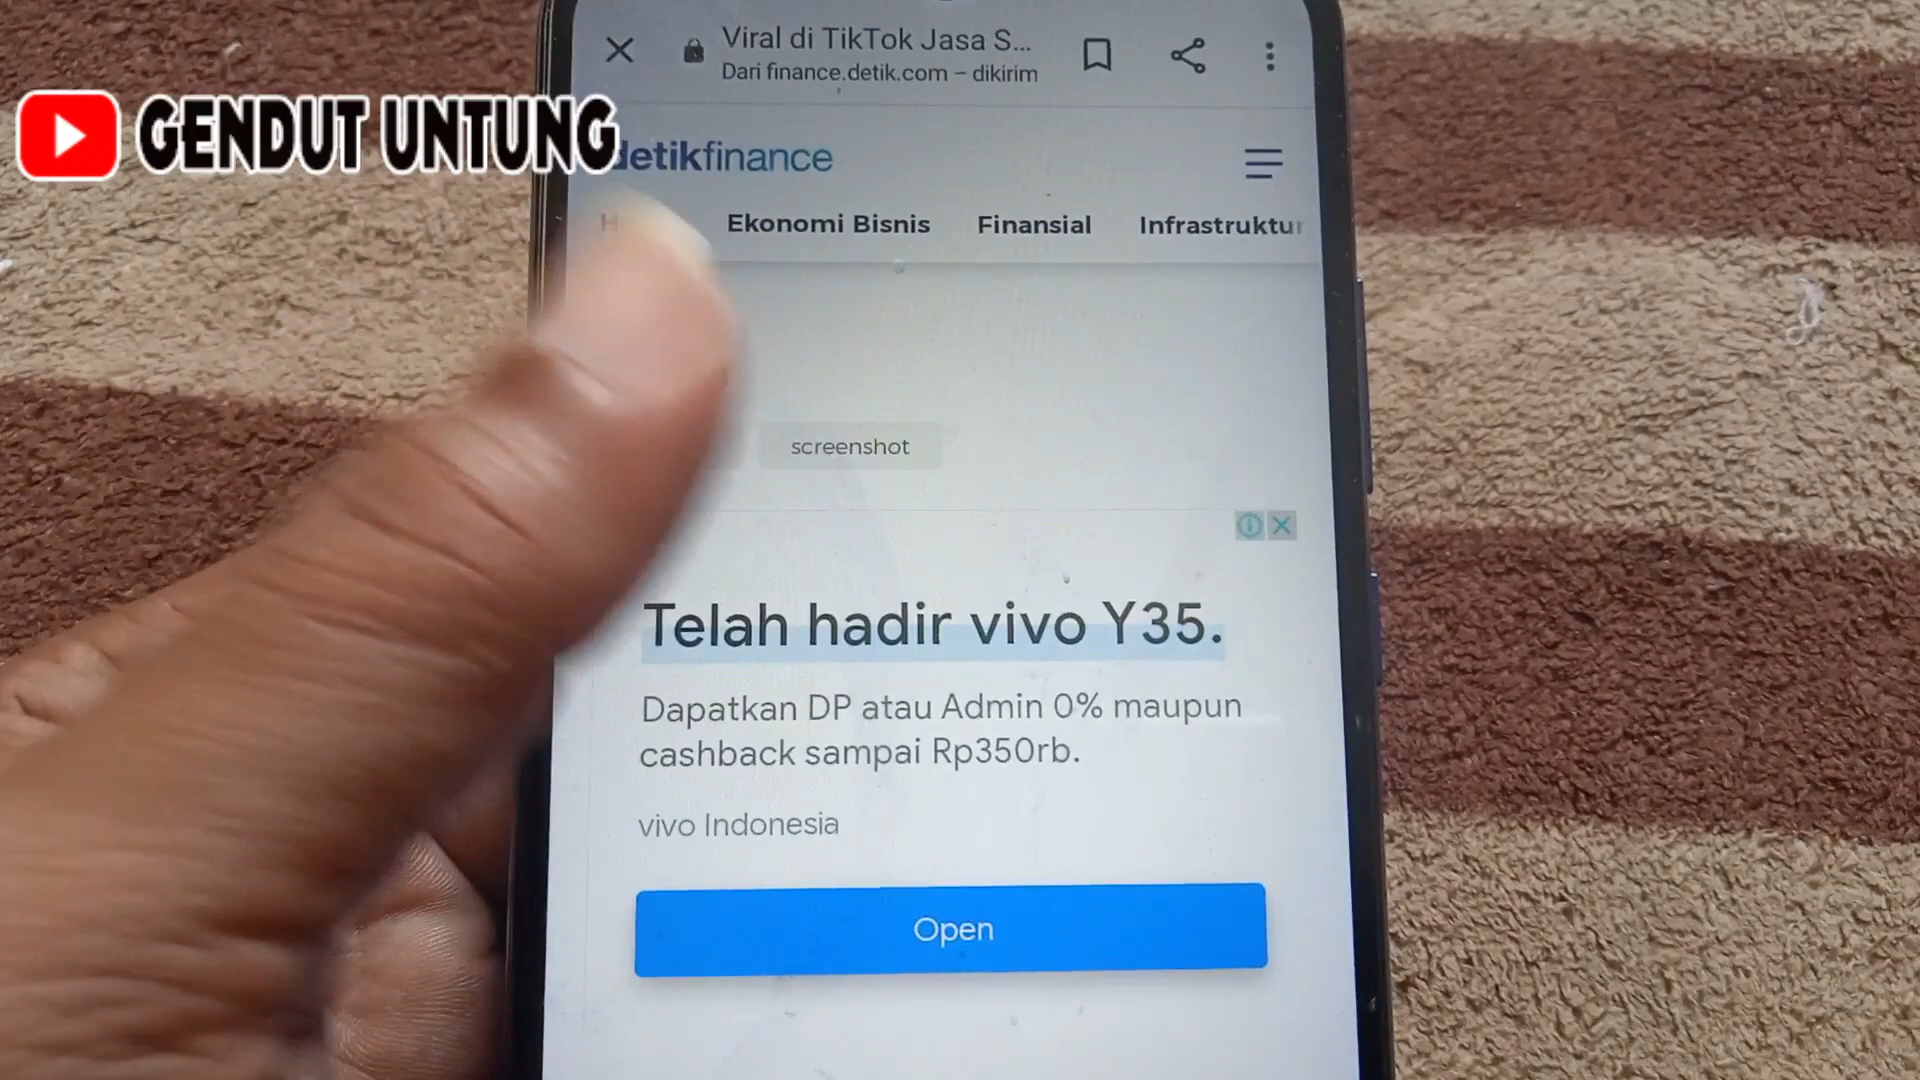 Viral di TikTok Jasa S...
Dari finance.detik.com – dikirim
GENDUT UNTUNG
detikfinance
Ekonomi Bisnis
Finansial
Infrastruktur
screenshot
Telah hadir vivo Y35.
Dapatkan DP atau Admin 0% maupun
cashback sampai Rp350rb.
vivo Indonesia
Open